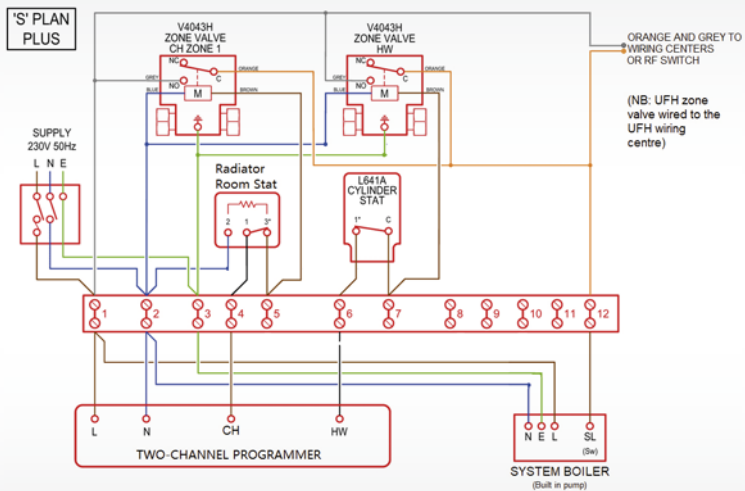 'S' PLAN
PLUS
V4043H
ZONE VALVE
CH ZONE 1
V4043H
ZONE VALVE
HW
NC
C
NO
M
GREY
BLUE
ORANGE
BROWN
NC
C
NO
M
GREY
BLUE
ORANGE
BROWN
ORANGE AND GREY TO
WIRING CENTERS
OR RF SWITCH
(NB: UFH zone
valve wired to the
UFH wiring
centre)
SUPPLY
230V 50Hz
L N E
Radiator
Room Stat
2 1 3*
L641A
CYLINDER
STAT
1* C
1 2 3 4 5 6 7 8 9 10 11 12
L N CH HW
TWO-CHANNEL PROGRAMMER
N E L SL
(Sw)
SYSTEM BOILER
(Built in pump)